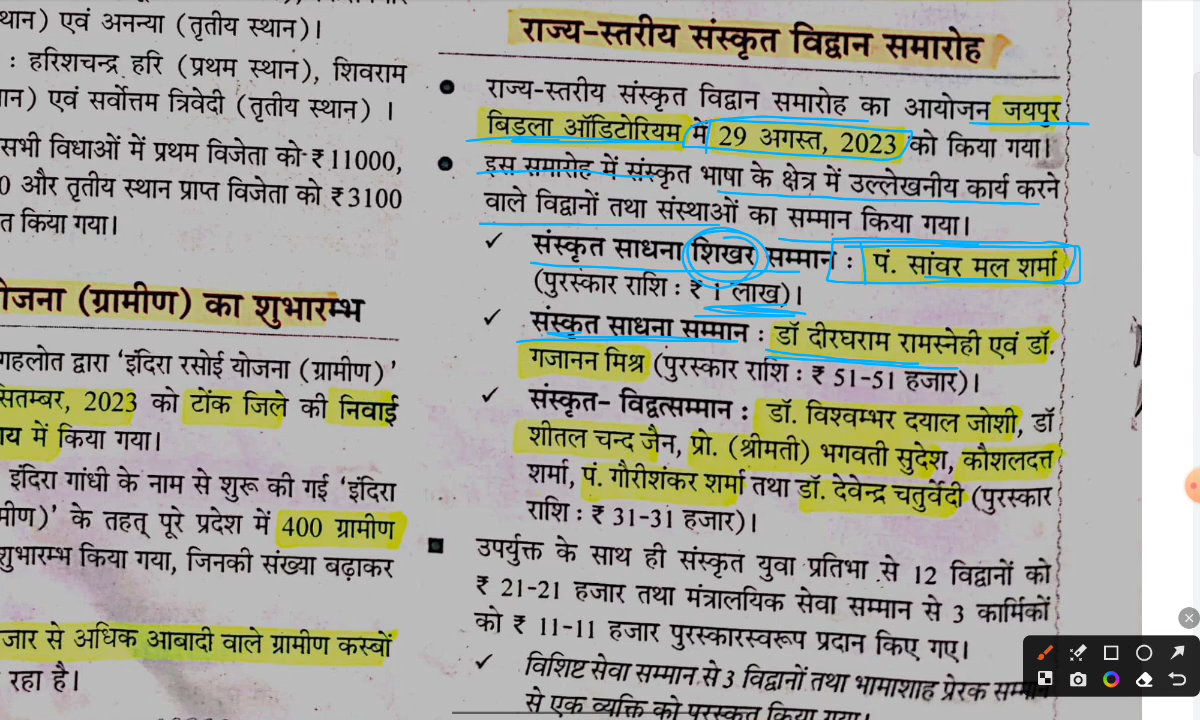 थान) एवं अनन्या (तृतीय स्थान)।
: हरिशचन्द्र हरि (प्रथम स्थान), शिवराम
ान) एवं सर्वोत्तम त्रिवेदी (तृतीय स्थान) ।
सभी विधाओं में प्रथम विजेता को ₹ 11000,
0 और तृतीय स्थान प्राप्त विजेता को ₹ 3100
त किया गया।
ोजना (ग्रामीण) का शुभारम्भ
गहलोत द्वारा ‘इंदिरा रसोई योजना (ग्रामीण)’
सितम्बर, 2023 को टोंक जिले की निवाई
ाय में किया गया।
इंदिरा गांधी के नाम से शुरू की गई ‘इंदिरा
मीण)’ के तहत् पूरे प्रदेश में 400 ग्रामीण
शुभारम्भ किया गया, जिनकी संख्या बढ़ाकर
जार से अधिक आबादी वाले ग्रामीण कस्बों
रहा है।
राज्य-स्तरीय संस्कृत विद्वान समारोह
● राज्य-स्तरीय संस्कृत विद्वान समारोह का आयोजन जयपुर
बिडला ऑडिटोरियम में 29 अगस्त, 2023 को किया गया।
● इस समारोह में संस्कृत भाषा के क्षेत्र में उल्लेखनीय कार्य करने
वाले विद्वानों तथा संस्थाओं का सम्मान किया गया।
✓ संस्कृत साधना शिखर सम्मान : पं. सांवर मल शर्मा
(पुरस्कार राशि : ₹ 1 लाख)।
✓ संस्कृत साधना सम्मान : डॉ दीरघराम रामस्नेही एवं डॉ.
गजानन मिश्र (पुरस्कार राशि : ₹ 51-51 हजार)।
✓ संस्कृत- विद्वत्सम्मान : डॉ. विश्वम्भर दयाल जोशी, डॉ
शीतल चन्द जैन, प्रो. (श्रीमती) भगवती सुदेश, कौशलदत्त
शर्मा, पं. गौरीशंकर शर्मा तथा डॉ. देवेन्द्र चतुर्वेदी (पुरस्कार
राशि : ₹ 31-31 हजार)।
■ उपर्युक्त के साथ ही संस्कृत युवा प्रतिभा से 12 विद्वानों को
₹ 21-21 हजार तथा मंत्रालयिक सेवा सम्मान से 3 कार्मिकों
को ₹ 11-11 हजार पुरस्कारस्वरूप प्रदान किए गए।
✓ विशिष्ट सेवा सम्मान से 3 विद्वानों तथा भामाशाह प्रेरक सम्मान
से एक व्यक्ति को पुरस्कृत किया गया।